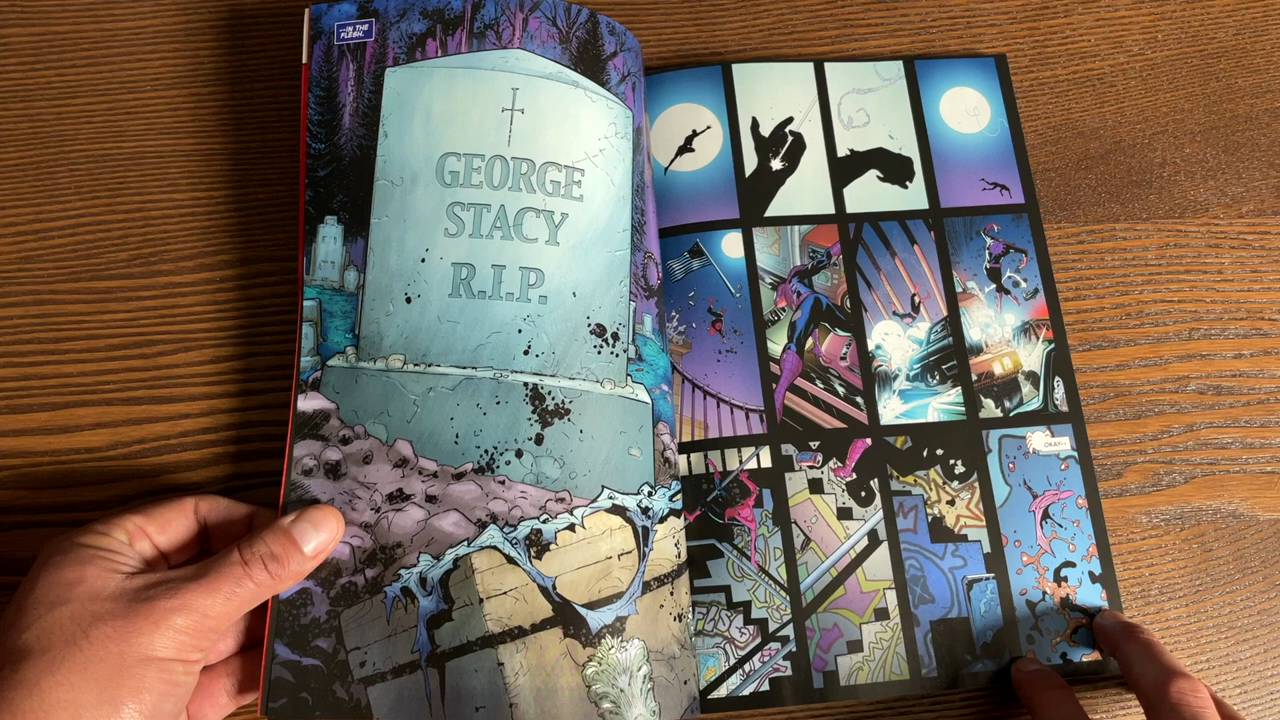 ...IN THE
FLESH.
GEORGE
STACY
R.I.P.
OKAY...